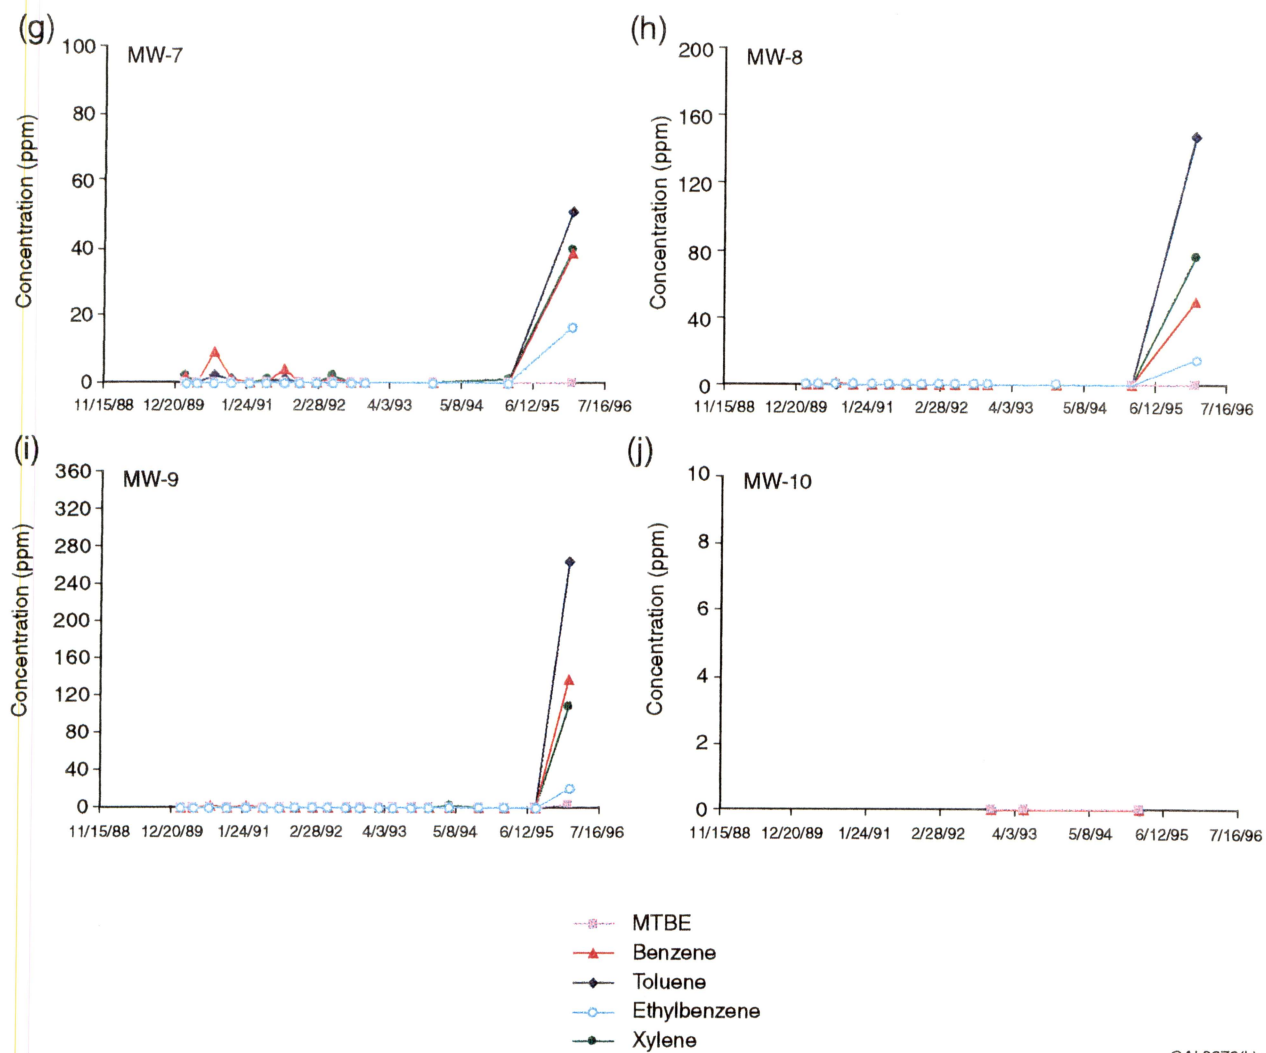 (g)
MW-7
Concentration (ppm)
100
80
60
40
20
0
11/15/88 12/20/89 1/24/91 2/28/92 4/3/93 5/8/94 6/12/95 7/16/96
(h)
MW-8
Concentration (ppm)
200
160
120
80
40
0
11/15/88 12/20/89 1/24/91 2/28/92 4/3/93 5/8/94 6/12/95 7/16/96
(i)
MW-9
Concentration (ppm)
360
320
280
240
200
160
120
80
40
0
11/15/88 12/20/89 1/24/91 2/28/92 4/3/93 5/8/94 6/12/95 7/16/96
(j)
MW-10
Concentration (ppm)
10
8
6
4
2
0
11/15/88 12/20/89 1/24/91 2/28/92 4/3/93 5/8/94 6/12/95 7/16/96
MTBE
Benzene
Toluene
Ethylbenzene
Xylene